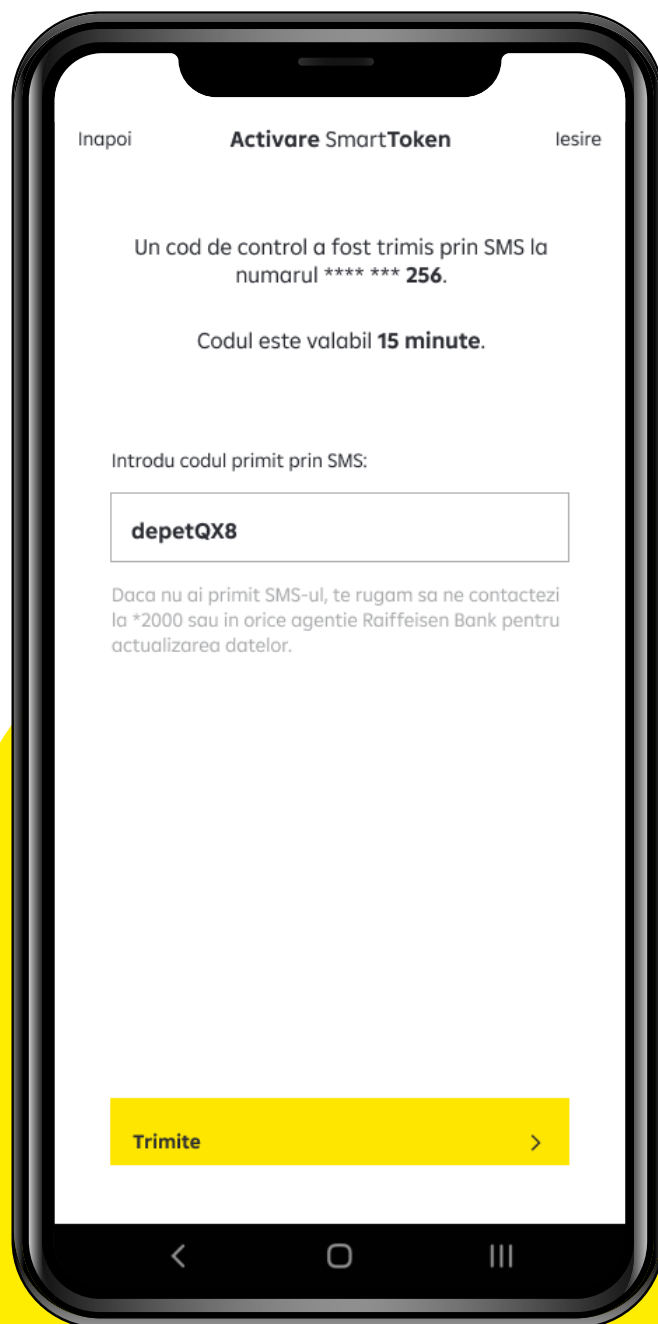 Inapoi Activare SmartToken Iesire
Un cod de control a fost trimis prin SMS la
numarul **** *** 256.
Codul este valabil 15 minute.
Introdu codul primit prin SMS:
depetQX8
Daca nu ai primit SMS-ul, te rugam sa ne contactezi
la *2000 sau in orice agentie Raiffeisen Bank pentru
actualizarea datelor.
Trimite